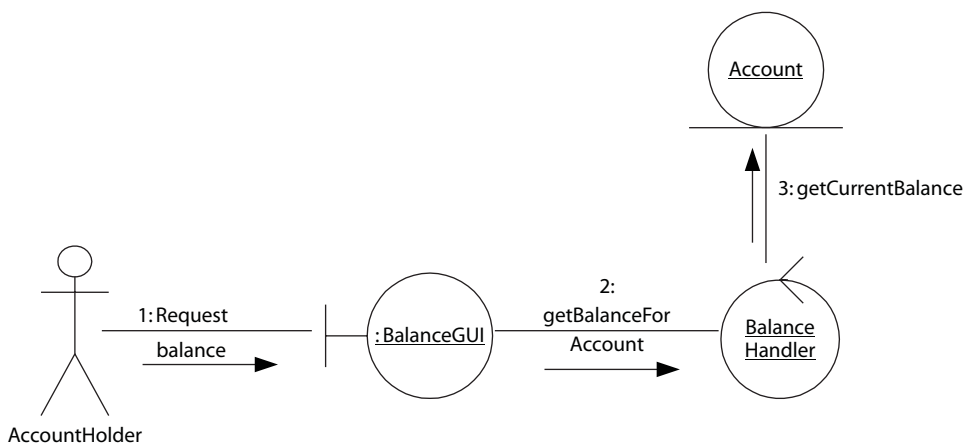 Account
3: getCurrentBalance
1: Request
balance
: BalanceGUI
2:
getBalanceFor
Account
Balance
Handler
AccountHolder